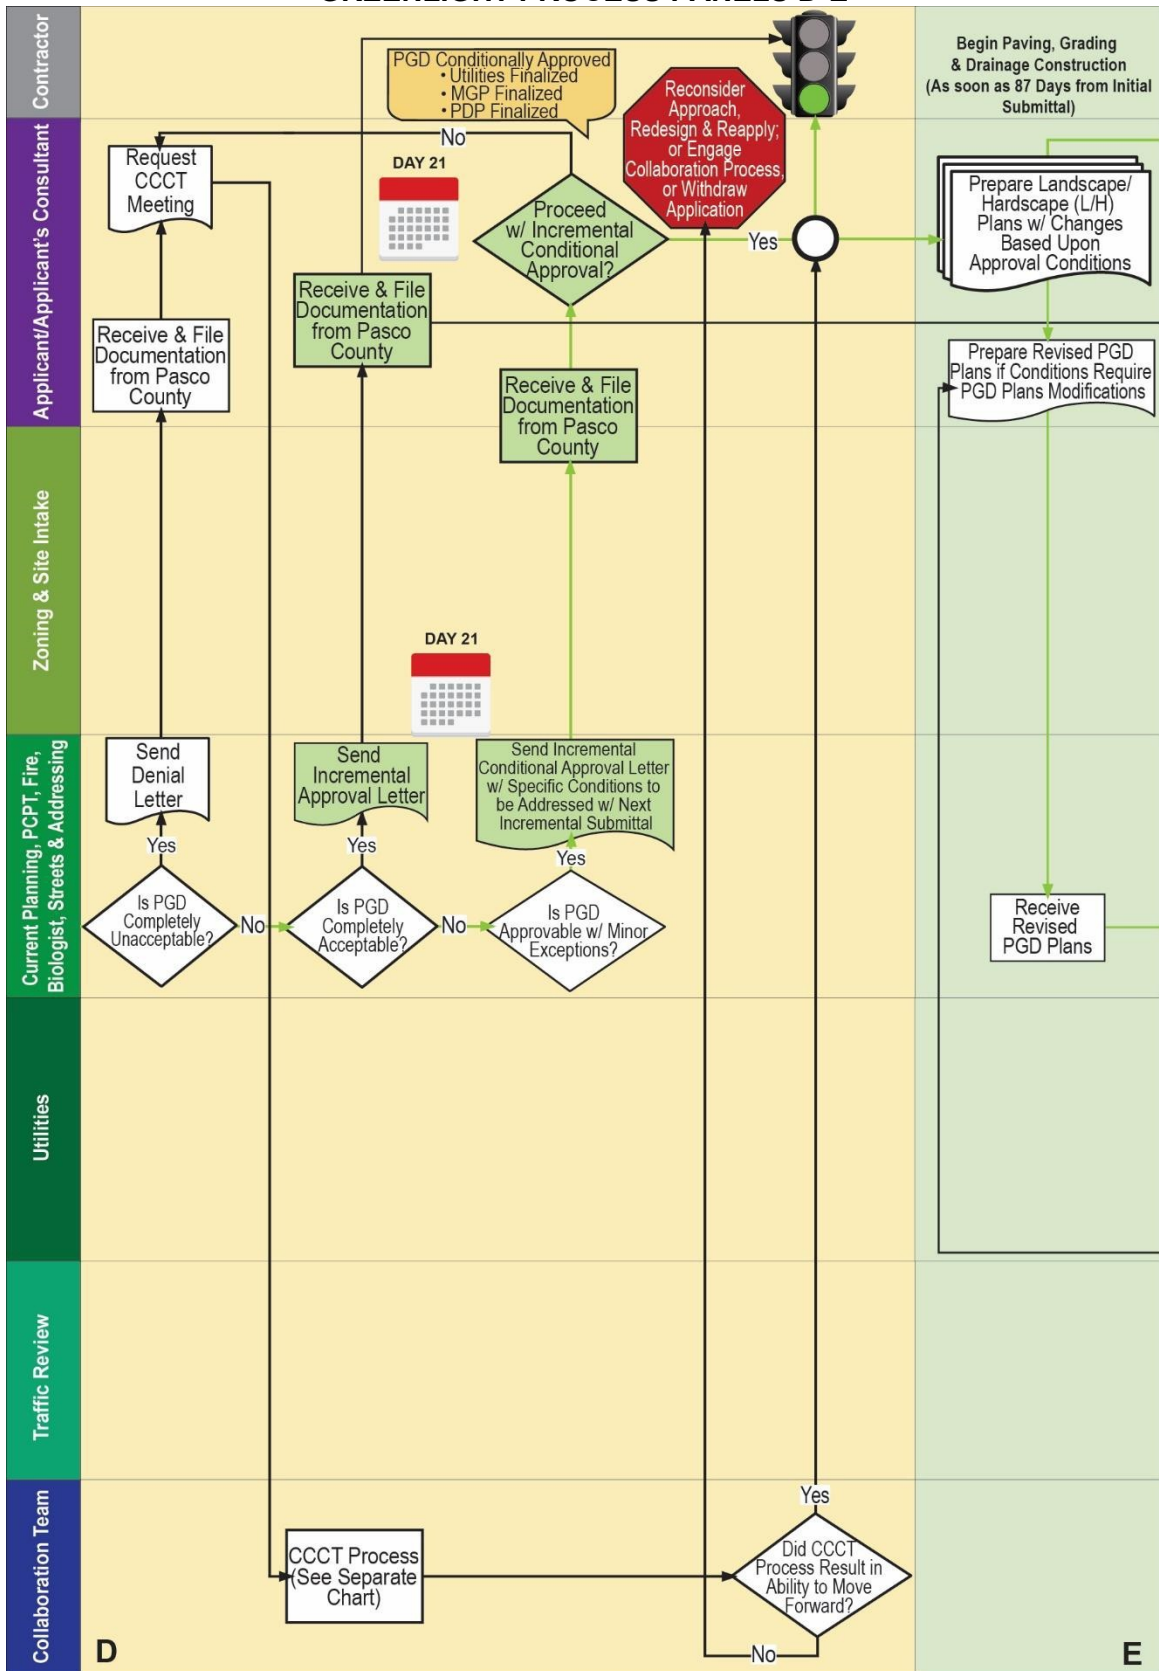 Contractor
Applicant/Applicant's Consultant
Zoning & Site Intake
Current Planning, PCPT, Fire,
Biologist, Streets & Addressing
Utilities
Traffic Review
Collaboration Team
PGD Conditionally Approved
• Utilities Finalized
• MGP Finalized
• PDP Finalized
Reconsider
Approach,
Redesign & Reapply;
or Engage
Collaboration Process,
or Withdraw
Application
Begin Paving, Grading
& Drainage Construction
(As soon as 87 Days from Initial
Submittal)
No
Request
CCCT
Meeting
DAY 21
Proceed
w/ Incremental
Conditional
Approval?
Yes
Prepare Landscape/
Hardscape (L/H)
Plans w/ Changes
Based Upon
Approval Conditions
Receive & File
Documentation
from Pasco
County
Receive & File
Documentation
from Pasco
County
Receive & File
Documentation
from Pasco
County
Prepare Revised PGD
Plans if Conditions Require
PGD Plans Modifications
DAY 21
Send
Denial
Letter
Send
Incremental
Approval Letter
Send Incremental
Conditional Approval Letter
w/ Specific Conditions to
be Addressed w/ Next
Incremental Submittal
Yes
Yes
Yes
Is PGD
Completely
Unacceptable?
No
Is PGD
Completely
Acceptable?
No
Is PGD
Approvable w/ Minor
Exceptions?
Receive
Revised
PGD Plans
Yes
CCCT Process
(See Separate
Chart)
Did CCCT
Process Result in
Ability to Move
Forward?
No
D
E